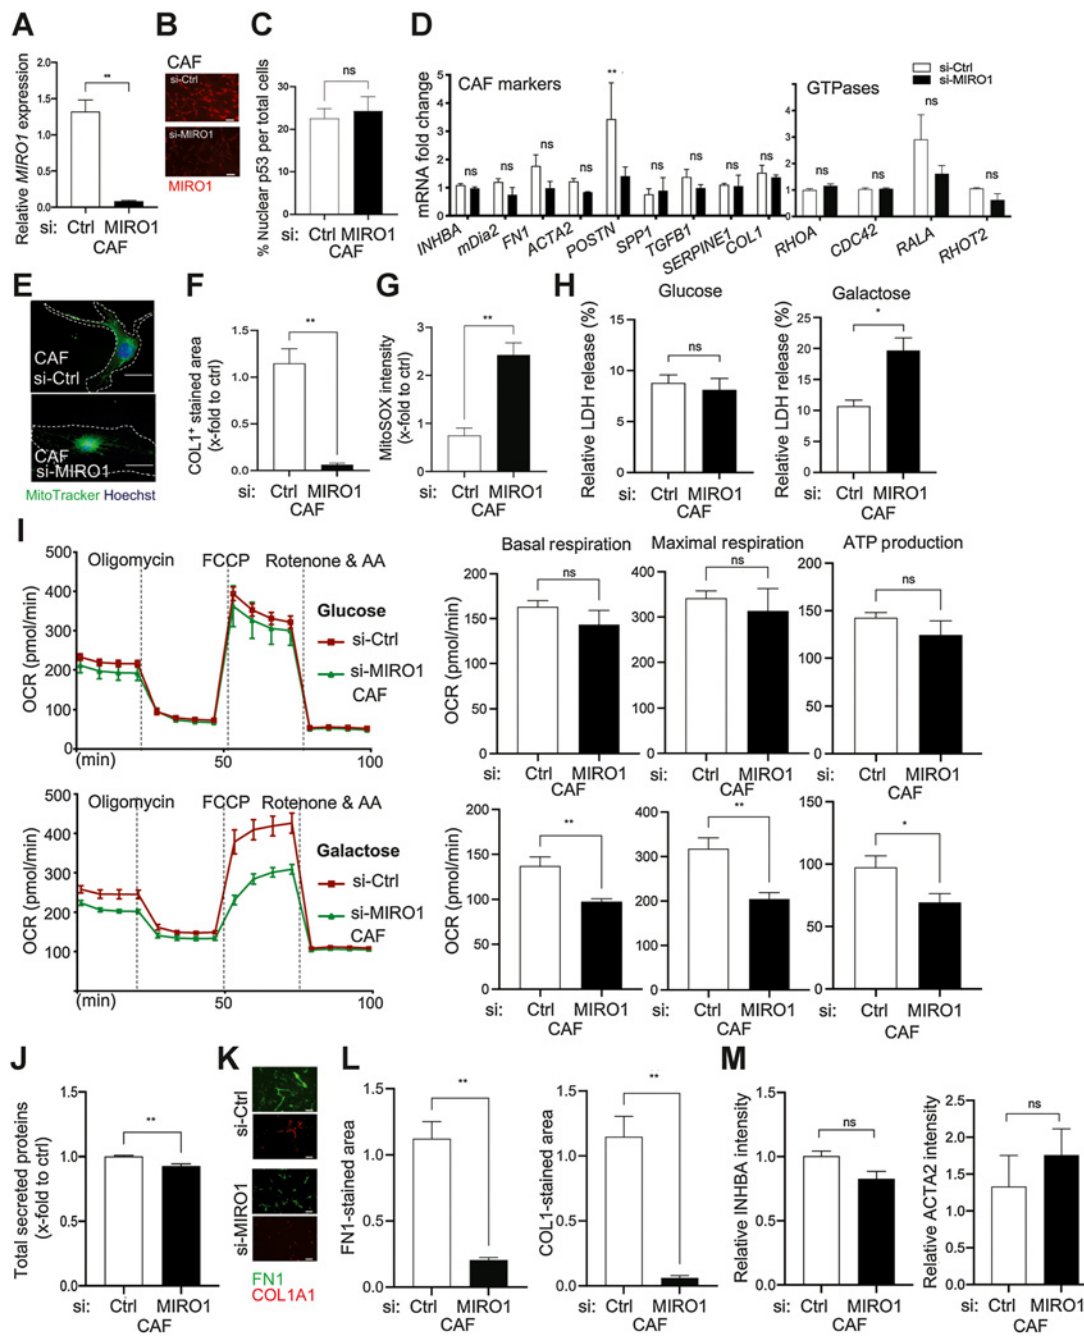 A
Relative MIRO1 expression
2.0
1.5
1.0
0.5
0.0
**
si: Ctrl MIRO1
CAF
B
CAF
si-Ctrl
si-MIRO1
MIRO1
C
% Nuclear p53 per total cells
50
40
30
20
10
0
ns
si: Ctrl MIRO1
CAF
D
mRNA fold change
CAF markers
5
4
3
2
1
0
ns ns ns ns ** ns ns ns ns
INHBA mDia2 FN1 ACTA2 POSTN SPP1 TGFB1 SERPINE1 COL1
si-Ctrl
si-MIRO1
GTPases
5
4
3
2
1
0
ns ns ns ns
RHOA CDC42 RALA RHOT2
E
CAF
si-Ctrl
CAF
si-MIRO1
MitoTracker Hoechst
F
COL1+ stained area
(x-fold to ctrl)
1.5
1.0
0.5
0.0
**
si: Ctrl MIRO1
CAF
G
MitoSOX intensity
(x-fold to ctrl)
3
2
1
0
**
si: Ctrl MIRO1
CAF
H
Glucose
Relative LDH release (%)
15
10
5
0
ns
si: Ctrl MIRO1
CAF
Galactose
Relative LDH release (%)
25
20
15
10
5
0
*
Ctrl MIRO1
CAF
I
OCR (pmol/min)
500
400
300
200
100
0
Oligomycin FCCP Rotenone & AA
Glucose
si-Ctrl
si-MIRO1
CAF
(min) 50 100
Basal respiration
OCR (pmol/min)
200
150
100
50
0
ns
si: Ctrl MIRO1
CAF
Maximal respiration
400
300
200
100
0
ns
si: Ctrl MIRO1
CAF
ATP production
200
150
100
50
0
ns
si: Ctrl MIRO1
CAF
OCR (pmol/min)
400
300
200
100
Oligomycin FCCP Rotenone & AA
Galactose
si-Ctrl
si-MIRO1
CAF
(min) 50 100
OCR (pmol/min)
200
150
100
50
0
**
si: Ctrl MIRO1
CAF
400
300
200
100
0
**
si: Ctrl MIRO1
CAF
150
100
50
0
*
si: Ctrl MIRO1
CAF
J
Total secreted proteins
(x-fold to ctrl)
1.5
1.0
0.5
0.0
**
si: Ctrl MIRO1
CAF
K
si-Ctrl
si-MIRO1
FN1
COL1A1
L
FN1-stained area
1.5
1.0
0.5
0.0
**
si: Ctrl MIRO1
CAF
COL1-stained area
1.5
1.0
0.5
0.0
**
Ctrl MIRO1
CAF
M
Relative INHBA intensity
1.5
1.0
0.5
0.0
ns
si: Ctrl MIRO1
CAF
Relative ACTA2 intensity
2.5
2.0
1.5
1.0
0.5
0.0
ns
Ctrl MIRO1
CAF